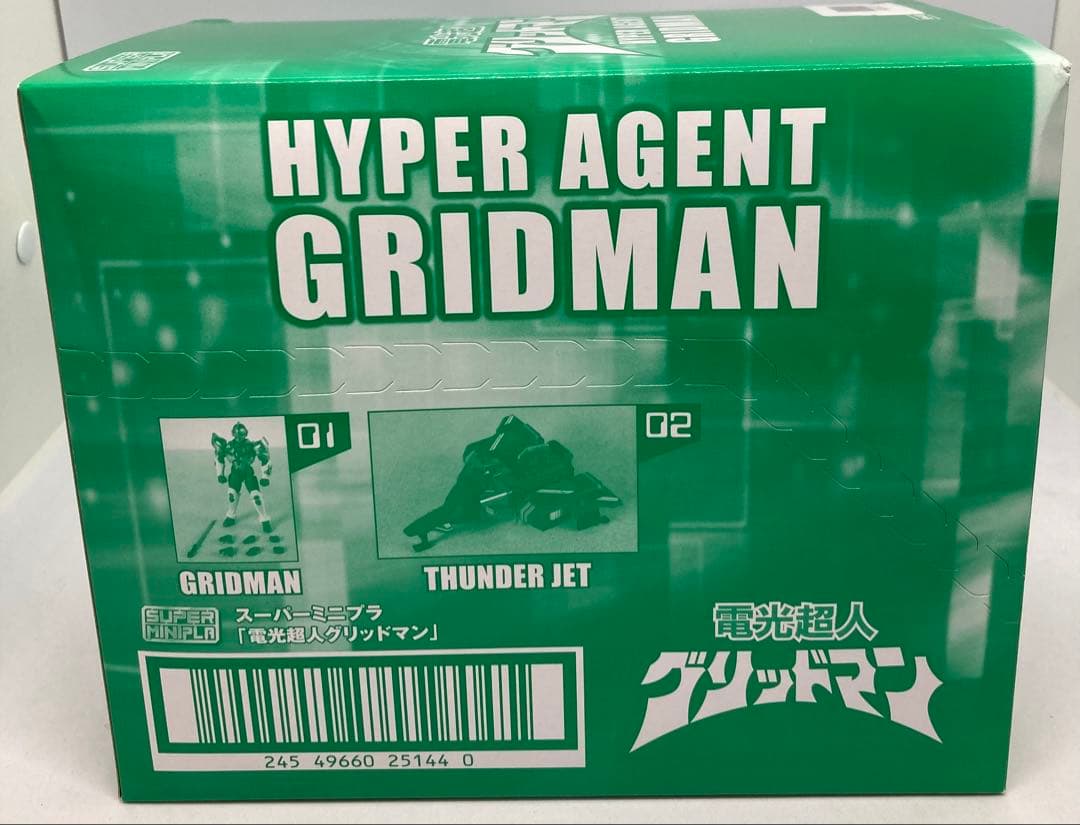 HYPER AGENT
GRIDMAN
01
02
GRIDMAN
THUNDER JET
SUPER
MINIPLA
スーパーミニプラ
「電光超人グリッドマン」
245 49660 25144 0
電光超人
グリッドマン